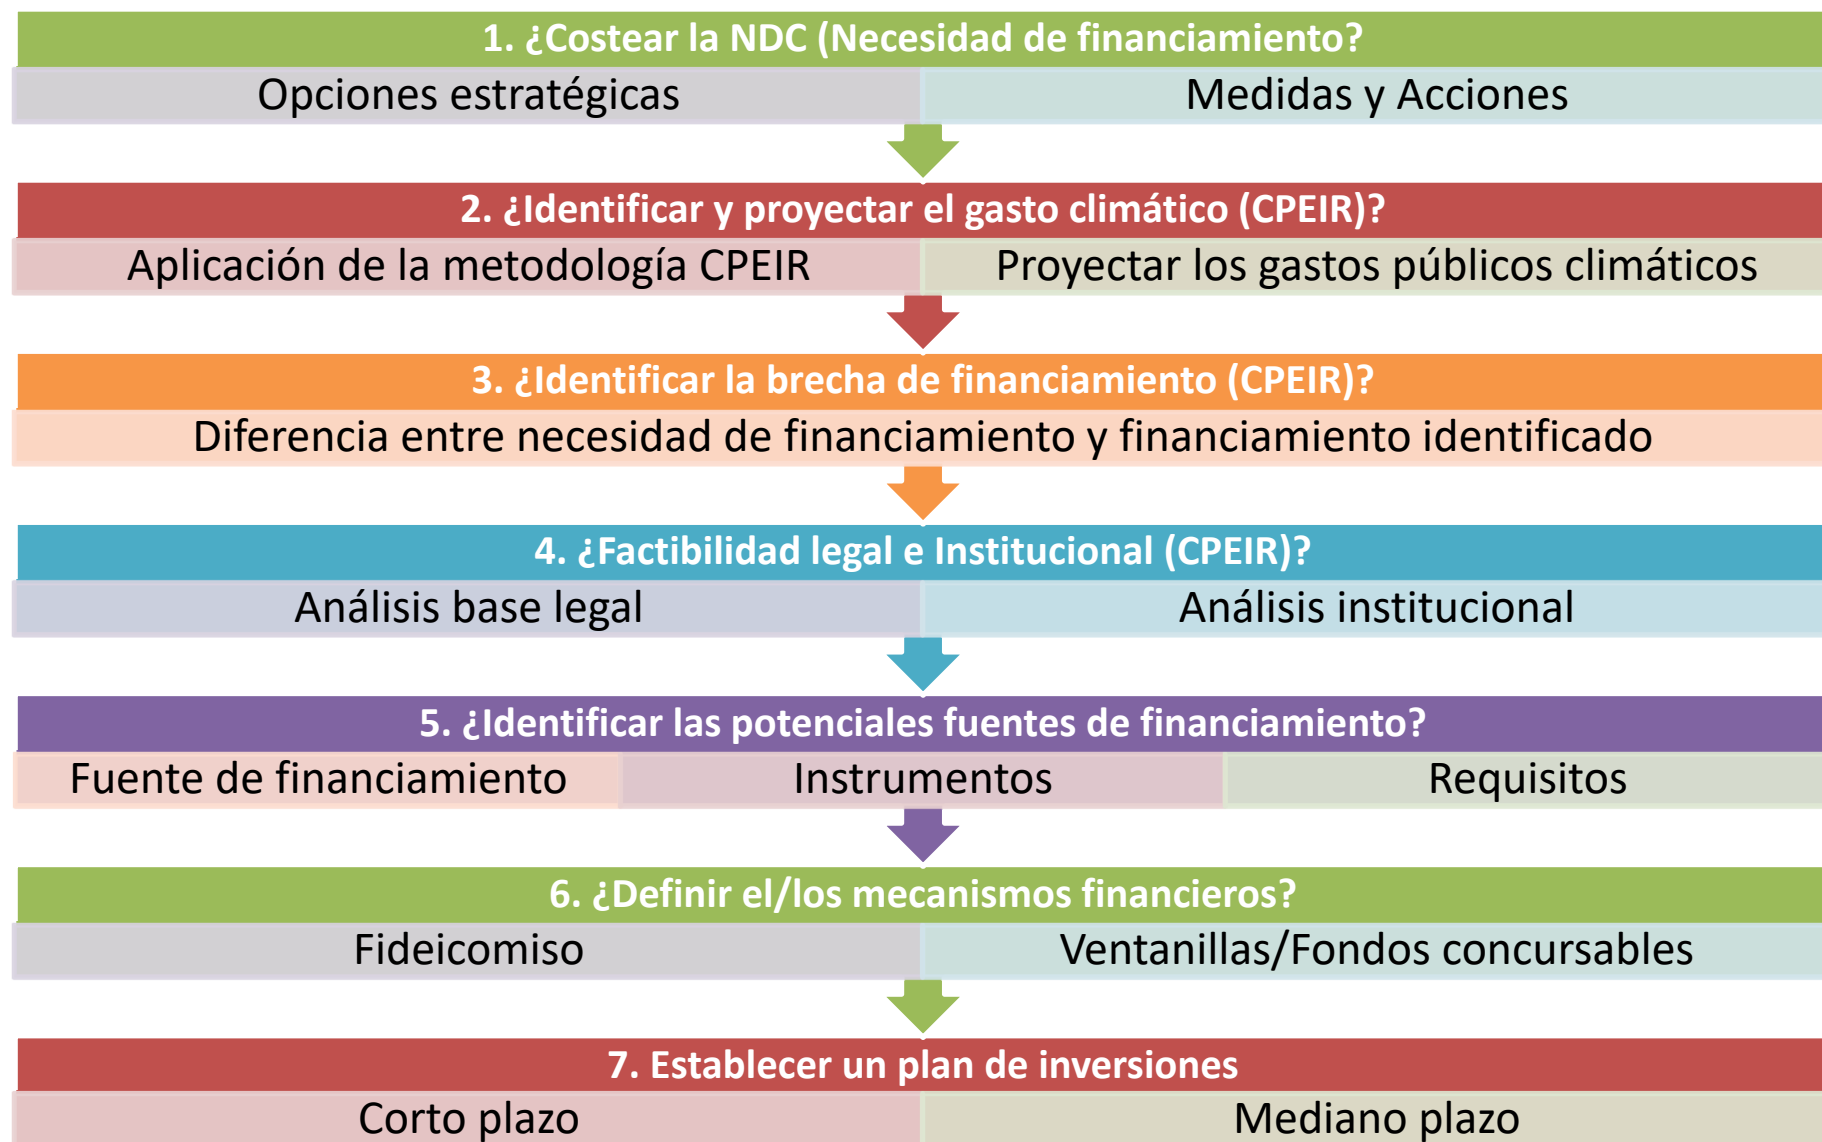 1. ¿Costear la NDC (Necesidad de financiamiento?
Opciones estratégicas
Medidas y Acciones
2. ¿Identificar y proyectar el gasto climático (CPEIR)?
Aplicación de la metodología CPEIR
Proyectar los gastos públicos climáticos
3. ¿Identificar la brecha de financiamiento (CPEIR)?
Diferencia entre necesidad de financiamiento y financiamiento identificado
4. ¿Factibilidad legal e Institucional (CPEIR)?
Análisis base legal
Análisis institucional
5. ¿Identificar las potenciales fuentes de financiamiento?
Fuente de financiamiento
Instrumentos
Requisitos
6. ¿Definir el/los mecanismos financieros?
Fideicomiso
Ventanillas/Fondos concursables
7. Establecer un plan de inversiones
Corto plazo
Mediano plazo